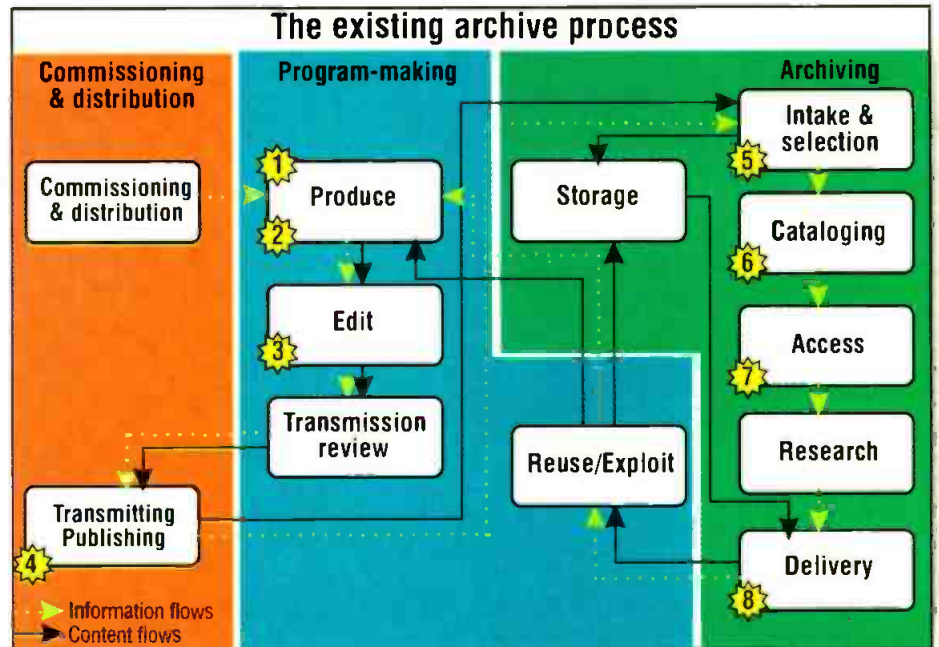 The existing archive process
Commissioning
& distribution
Program-making
Archiving
Commissioning
& distribution
1
Produce
2
Edit
3
Transmission
review
Transmitting
Publishing
4
Storage
Reuse/Exploit
Intake &
selection
5
Cataloging
6
Access
7
Research
Delivery
8
Information flows
Content flows